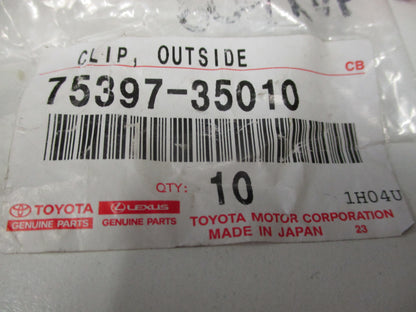 CLIP, OUTSIDE
CB
75397-35010
QTY: 10
1H04U
TOYOTA LEXUS TOYOTA MOTOR CORPORATION
GENUINE PARTS GENUINE PARTS MADE IN JAPAN 23